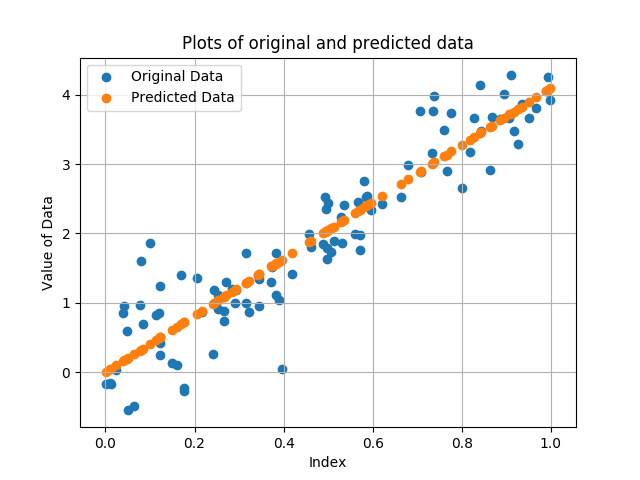 Plots of original and predicted data
Original Data
Predicted Data
Value of Data
4
3
2
1
0
0.0 0.2 0.4 0.6 0.8 1.0
Index